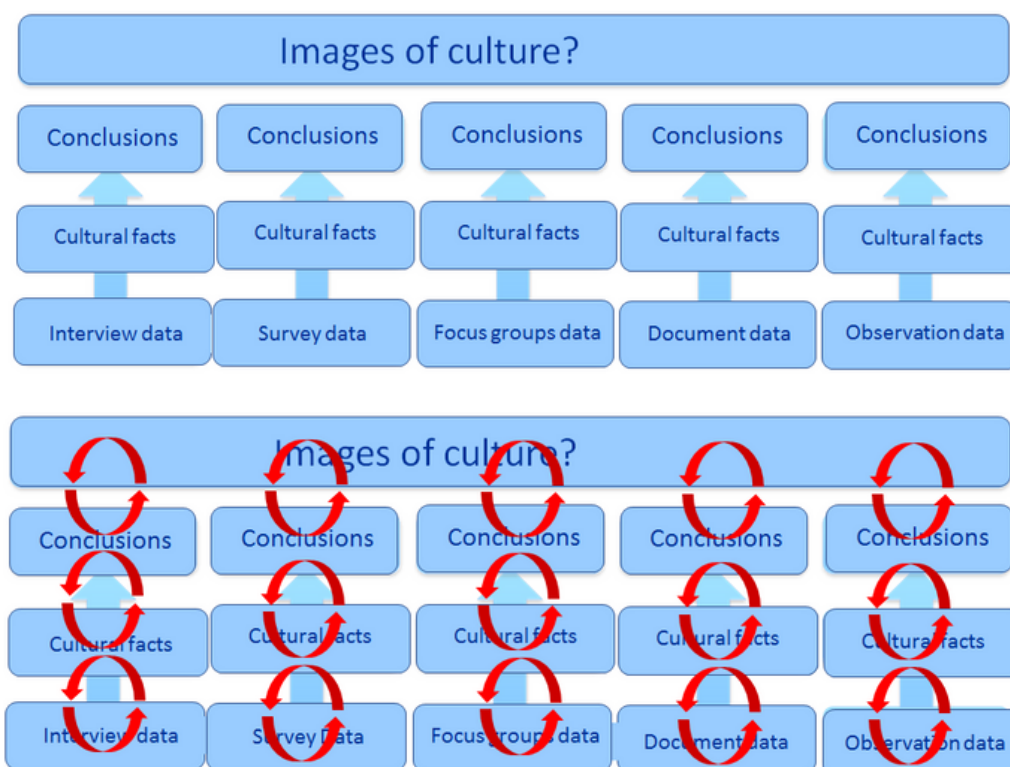 Images of culture?
Conclusions Conclusions Conclusions Conclusions Conclusions
Cultural facts Cultural facts Cultural facts Cultural facts Cultural facts
Interview data Survey data Focus groups data Document data Observation data
Images of culture?
Conclusions Conclusions Conclusions Conclusions Conclusions
Cultural facts Cultural facts Cultural facts Cultural facts Cultural facts
Interview data Survey Data Focus groups data Document data Observation data